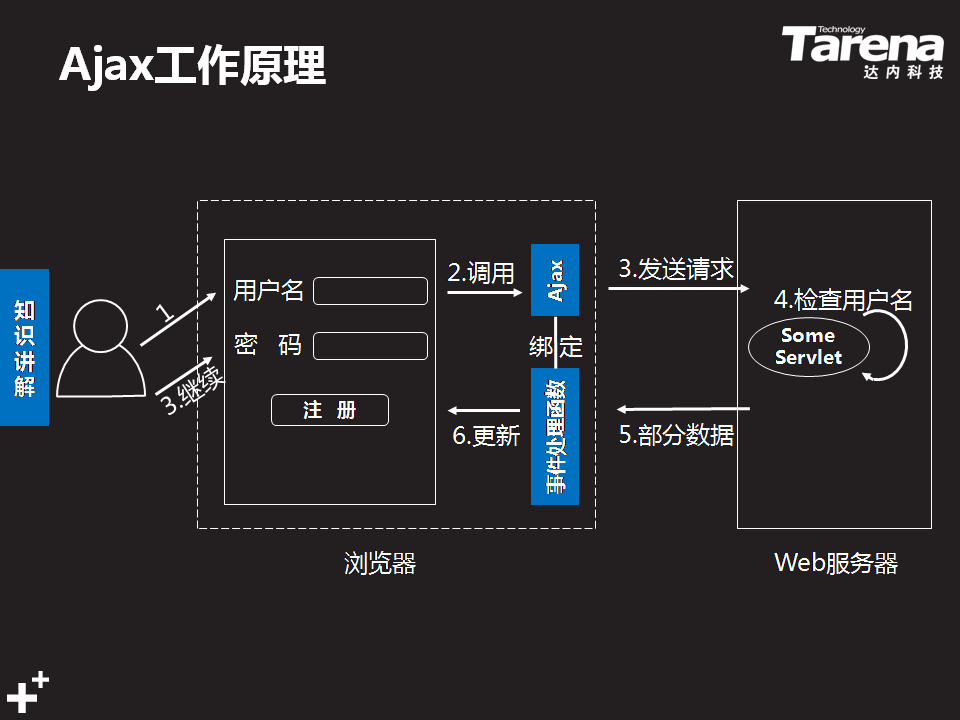 Ajax工作原理
Technology
Tarena
达内科技
知识讲解
1
3.继续
用户名
密 码
注 册
2.调用
Ajax
绑定
事件处理函数
6.更新
3.发送请求
4.检查用户名
Some
Servlet
5.部分数据
浏览器
Web服务器